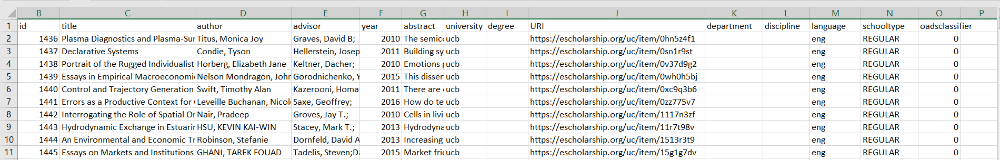 B C D E F G H I J K L M N O P
1 id title author advisor year abstract university degree URI department discipline language schooltype oadsclassifier
2 1436 Plasma Diagnostics and Plasma-Sur Titus, Monica Joy Graves, David B; 2010 The semico ucb https://escholarship.org/uc/item/0hn5z4f1 eng REGULAR 0
3 1437 Declarative Systems Condie, Tyson Hellerstein, Josep 2011 Building sy ucb https://escholarship.org/uc/item/0sn1r9st eng REGULAR 0
4 1438 Portrait of the Rugged Individualist Horberg, Elizabeth Jane Keltner, Dacher; 2010 Emotions ucb https://escholarship.org/uc/item/0v37d9g2 eng REGULAR 0
5 1439 Essays in Empirical Macroeconomi Nelson Mondragon, John Gorodnichenko, Y 2015 This disser ucb https://escholarship.org/uc/item/0wh0h5bj eng REGULAR 0
6 1440 Control and Trajectory Generation Swift, Timothy Alan Kazerooni, Homa 2011 There are ucb https://escholarship.org/uc/item/0xc9q3b6 eng REGULAR 0
7 1441 Errors as a Productive Context for Leveille Buchanan, Nicol Saxe, Geoffrey; 2016 How do te ucb https://escholarship.org/uc/item/0zz775v7 eng REGULAR 0
8 1442 Interrogating the Role of Spatial Or Nair, Pradeep Groves, Jay T.; 2010 Cells in livi ucb https://escholarship.org/uc/item/1117n3zf eng REGULAR 0
9 1443 Hydrodynamic Exchange in Estuarin HSU, KEVIN KAI-WIN Stacey, Mark T.; 2013 Hydrodyna ucb https://escholarship.org/uc/item/11r7t98v eng REGULAR 0
10 1444 An Environmental and Economic Tr Robinson, Stefanie Dornfeld, David A 2013 Increasing ucb https://escholarship.org/uc/item/1513r3t9 eng REGULAR 0
11 1445 Essays on Markets and Institutions GHANI, TAREK FOUAD Tadelis, Steven;D 2015 Market fri ucb https://escholarship.org/uc/item/15g1g7dv eng REGULAR 0